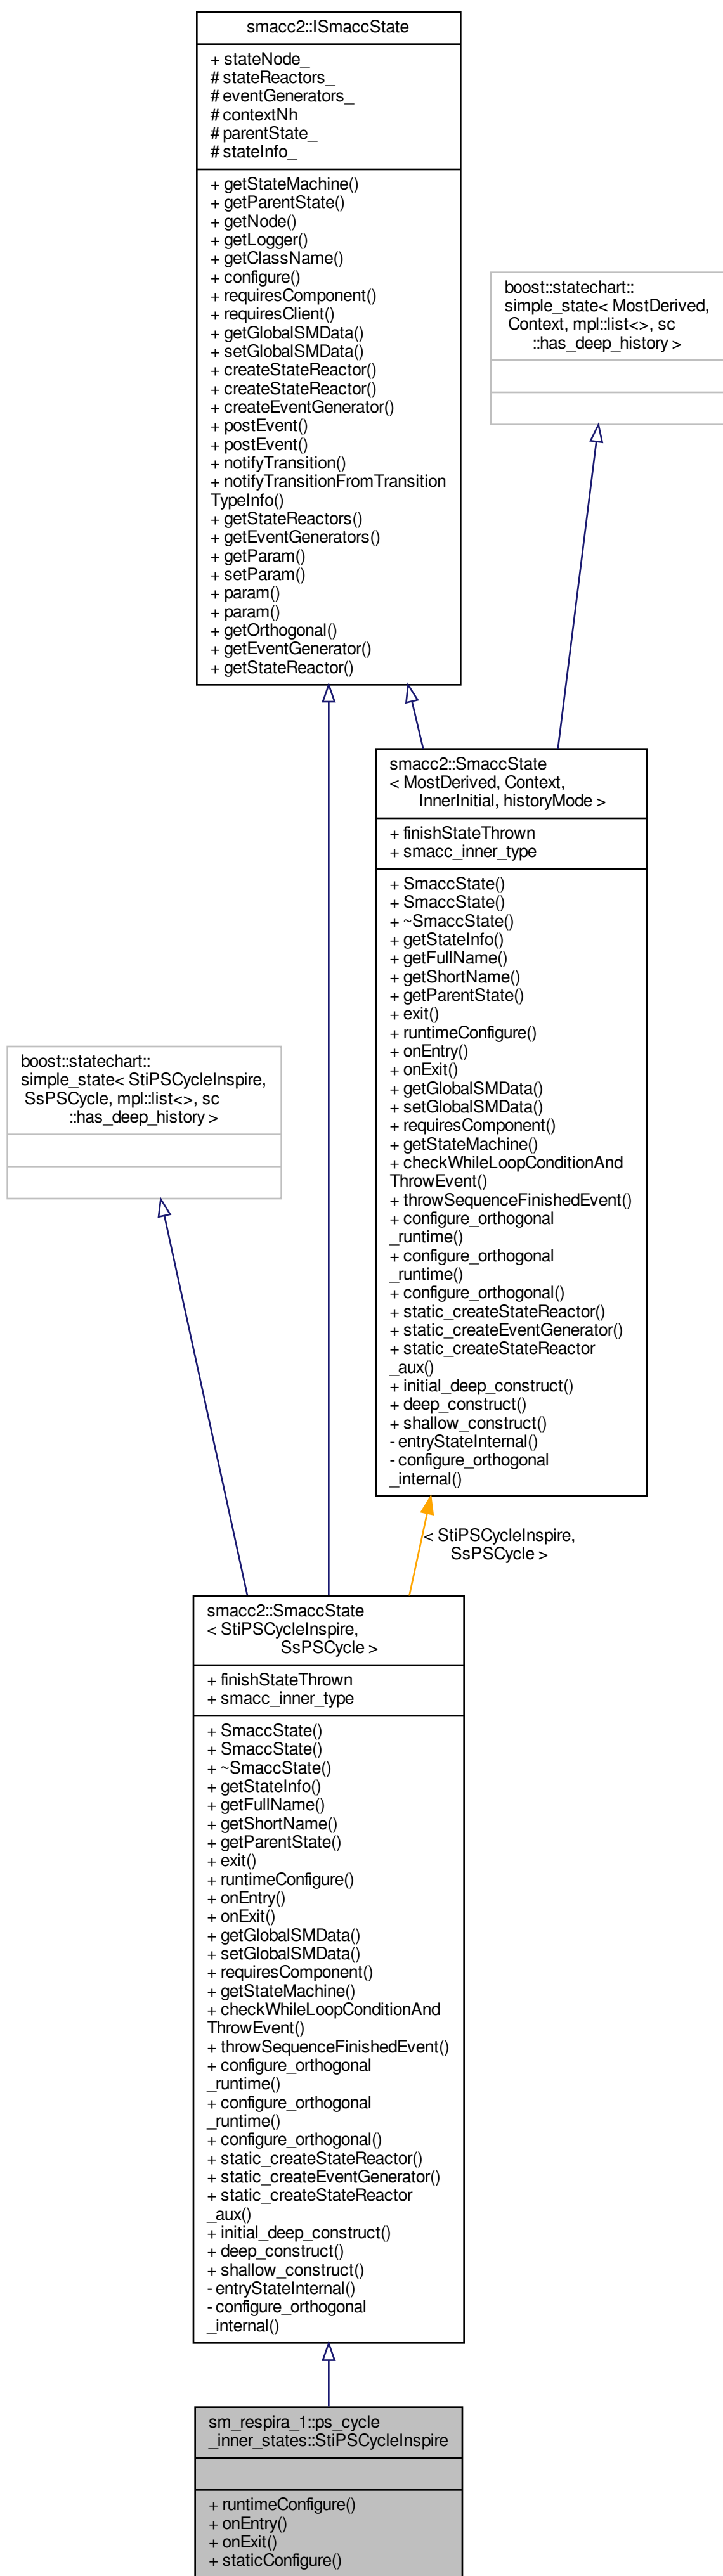 smacc2::ISmaccState
+ stateNode_
# stateReactors_
# eventGenerators_
# contextNh
# parentState_
# stateInfo_
+ getStateMachine()
+ getParentState()
+ getNode()
+ getLogger()
+ getClassName()
+ configure()
+ requiresComponent()
+ requiresClient()
+ getGlobalSMData()
+ setGlobalSMData()
+ createStateReactor()
+ createStateReactor()
+ createEventGenerator()
+ postEvent()
+ postEvent()
+ notifyTransition()
+ notifyTransitionFromTransition
TypeInfo()
+ getStateReactors()
+ getEventGenerators()
+ getParam()
+ setParam()
+ param()
+ param()
+ getOrthogonal()
+ getEventGenerator()
+ getStateReactor()
boost::statechart::
simple_state< MostDerived,
Context, mpl::list<>, sc
::has_deep_history >
smacc2::SmaccState
< MostDerived, Context,
InnerInitial, historyMode >
+ finishStateThrown
+ smacc_inner_type
+ SmaccState()
+ SmaccState()
+ ~SmaccState()
+ getStateInfo()
+ getFullName()
+ getShortName()
+ getParentState()
+ exit()
+ runtimeConfigure()
+ onEntry()
+ onExit()
+ getGlobalSMData()
+ setGlobalSMData()
+ requiresComponent()
+ getStateMachine()
+ checkWhileLoopConditionAnd
ThrowEvent()
+ throwSequenceFinishedEvent()
+ configure_orthogonal
_runtime()
+ configure_orthogonal
_runtime()
+ configure_orthogonal()
+ static_createStateReactor()
+ static_createEventGenerator()
+ static_createStateReactor
_aux()
+ initial_deep_construct()
+ deep_construct()
+ shallow_construct()
- entryStateInternal()
- configure_orthogonal
_internal()
boost::statechart::
simple_state< StiPSCycleInspire,
SsPSCycle, mpl::list<>, sc
::has_deep_history >
< StiPSCycleInspire,
SsPSCycle >
smacc2::SmaccState
< StiPSCycleInspire,
SsPSCycle >
+ finishStateThrown
+ smacc_inner_type
+ SmaccState()
+ SmaccState()
+ ~SmaccState()
+ getStateInfo()
+ getFullName()
+ getShortName()
+ getParentState()
+ exit()
+ runtimeConfigure()
+ onEntry()
+ onExit()
+ getGlobalSMData()
+ setGlobalSMData()
+ requiresComponent()
+ getStateMachine()
+ checkWhileLoopConditionAnd
ThrowEvent()
+ throwSequenceFinishedEvent()
+ configure_orthogonal
_runtime()
+ configure_orthogonal
_runtime()
+ configure_orthogonal()
+ static_createStateReactor()
+ static_createEventGenerator()
+ static_createStateReactor
_aux()
+ initial_deep_construct()
+ deep_construct()
+ shallow_construct()
- entryStateInternal()
- configure_orthogonal
_internal()
sm_respira_1::ps_cycle
_inner_states::StiPSCycleInspire
+ runtimeConfigure()
+ onEntry()
+ onExit()
+ staticConfigure()